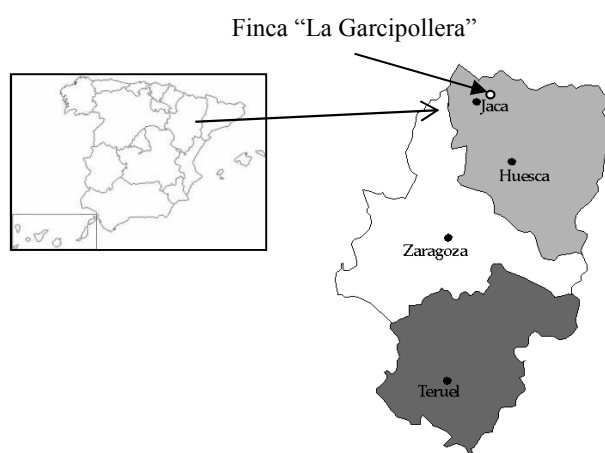 Finca “La Garcipollera”
Jaca
Huesca
Zaragoza
Teruel